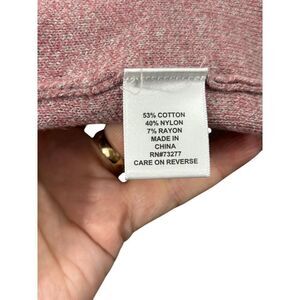 53% COTTON
40% NYLON
7% RAYON
MADE IN
CHINA
RN#73277
CARE ON REVERSE